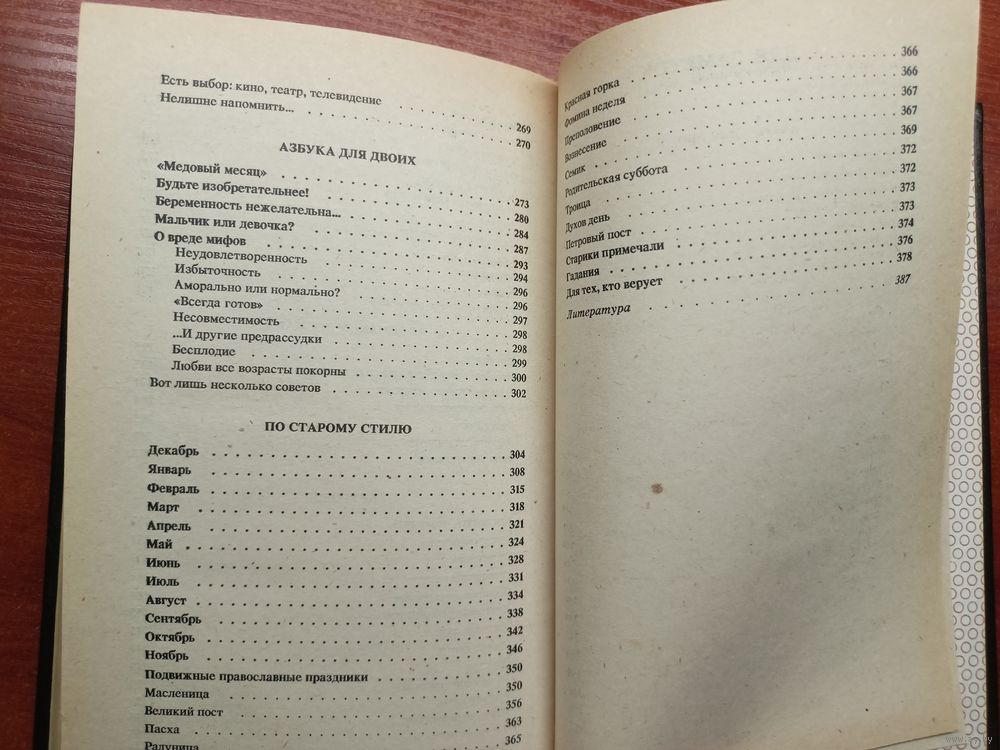 Есть выбор: кино, театр, телевидение . . . . . . . . . . 269
Нелишне напомнить... . . . . . . . . . . 270
АЗБУКА ДЛЯ ДВОИХ
«Медовый месяц» . . . . . . . . . . 273
Будьте изобретательнее! . . . . . . . . . . 280
Беременность нежелательна... . . . . . . . . . . 284
Мальчик или девочка? . . . . . . . . . . 287
О вреде мифов . . . . . . . . . . 293
Неудовлетворенность . . . . . . . . . . 294
Избыточность . . . . . . . . . . 296
Аморально или нормально? . . . . . . . . . . 296
«Всегда готов» . . . . . . . . . . 297
Несовместимость . . . . . . . . . . 298
...И другие предрассудки . . . . . . . . . . 298
Бесплодие . . . . . . . . . . 299
Любви все возрасты покорны . . . . . . . . . . 300
Вот лишь несколько советов . . . . . . . . . . 302
ПО СТАРОМУ СТИЛЮ
Декабрь . . . . . . . . . . 304
Январь . . . . . . . . . . 308
Февраль . . . . . . . . . . 315
Март . . . . . . . . . . 318
Апрель . . . . . . . . . . 321
Май . . . . . . . . . . 324
Июнь . . . . . . . . . . 328
Июль . . . . . . . . . . 331
Август . . . . . . . . . . 334
Сентябрь . . . . . . . . . . 338
Октябрь . . . . . . . . . . 342
Ноябрь . . . . . . . . . . 346
Подвижные православные праздники . . . . . . . . . . 350
Масленица . . . . . . . . . . 350
Великий пост . . . . . . . . . . 356
Пасха . . . . . . . . . . 363
Радуница . . . . . . . . . . 365
Красная горка . . . . . . . . . . 366
Фомина неделя . . . . . . . . . . 366
Преполовение . . . . . . . . . . 367
Вознесение . . . . . . . . . . 367
Семик . . . . . . . . . . 369
Родительская суббота . . . . . . . . . . 372
Троица . . . . . . . . . . 372
Духов день . . . . . . . . . . 373
Петровый пост . . . . . . . . . . 373
Старики примечали . . . . . . . . . . 374
Гадания . . . . . . . . . . 376
Для тех, кто верует . . . . . . . . . . 378
Литература . . . . . . . . . . 387